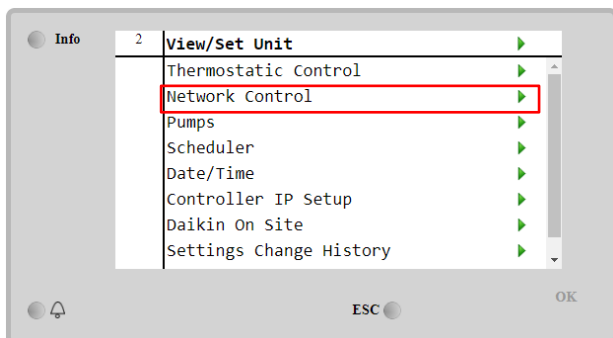 Info
2 View/Set Unit
Thermostatic Control
Network Control
Pumps
Scheduler
Date/Time
Controller IP Setup
Daikin On Site
Settings Change History
ESC
OK